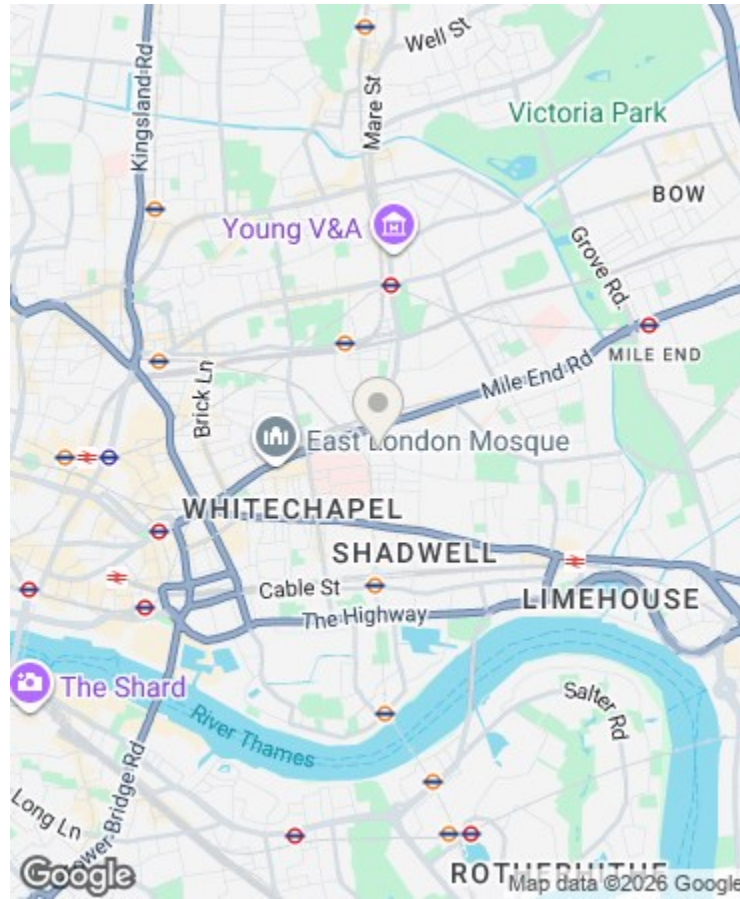 Kingsland Rd
Well St
Mare St
Victoria Park
BOW
Young V&A
Grove Rd.
MILE END
Brick Ln
Mile End Rd
East London Mosque
WHITECHAPEL
SHADWELL
Cable St
LIMEHOUSE
The Highway
The Shard
River Thames
Salter Rd
Tower Bridge Rd
Long Ln
ROTHERHITHE
Google
Map data ©2026 Google